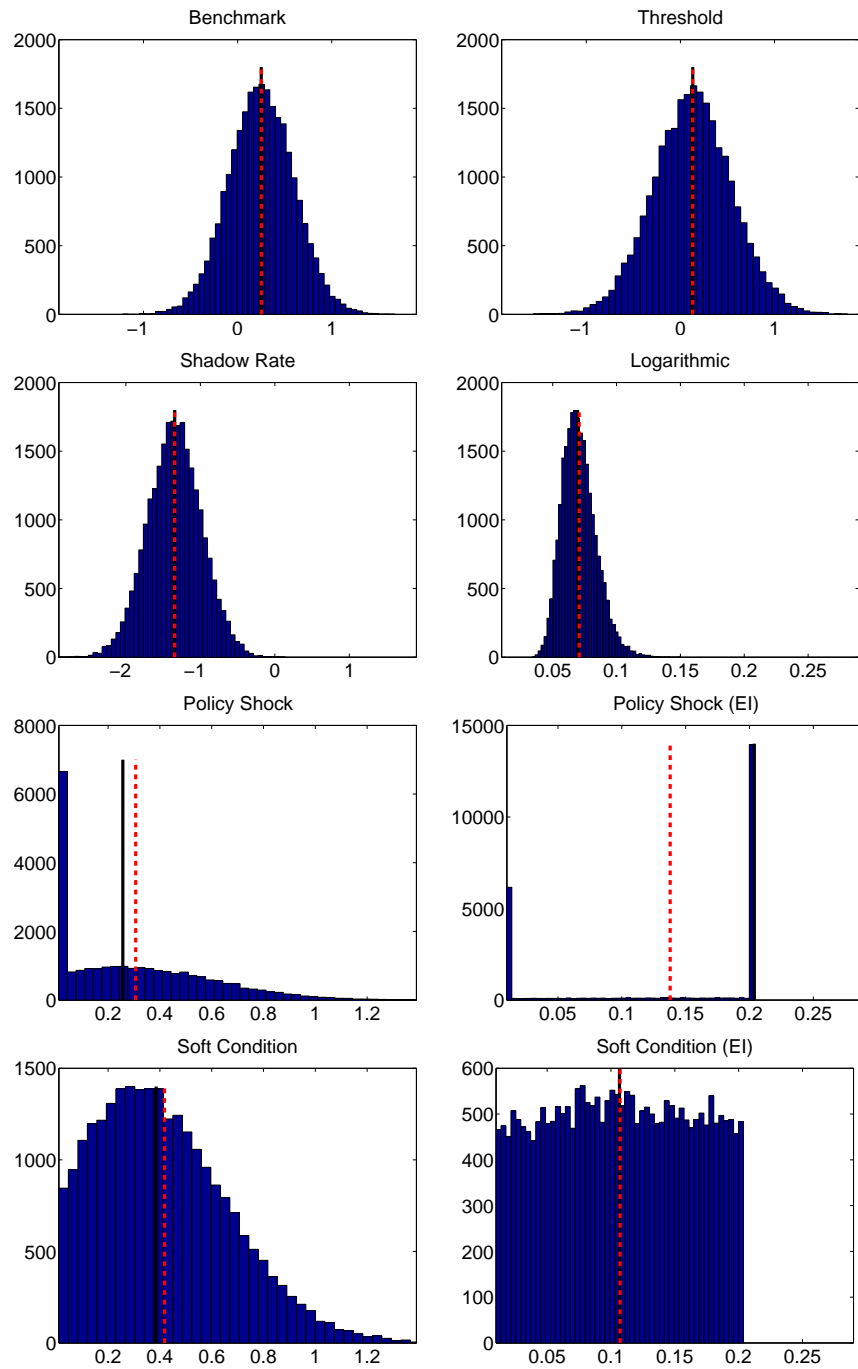 Benchmark
2000
1500
1000
500
0
−1 0 1
Threshold
2000
1500
1000
500
0
−1 0 1
Shadow Rate
2000
1500
1000
500
0
−2 −1 0 1
Logarithmic
2000
1500
1000
500
0
0.05 0.1 0.15 0.2 0.25
Policy Shock
8000
6000
4000
2000
0
0.2 0.4 0.6 0.8 1 1.2
Policy Shock (EI)
15000
10000
5000
0
0.05 0.1 0.15 0.2 0.25
Soft Condition
1500
1000
500
0
0.2 0.4 0.6 0.8 1 1.2
Soft Condition (EI)
600
500
400
300
200
100
0
0.05 0.1 0.15 0.2 0.25